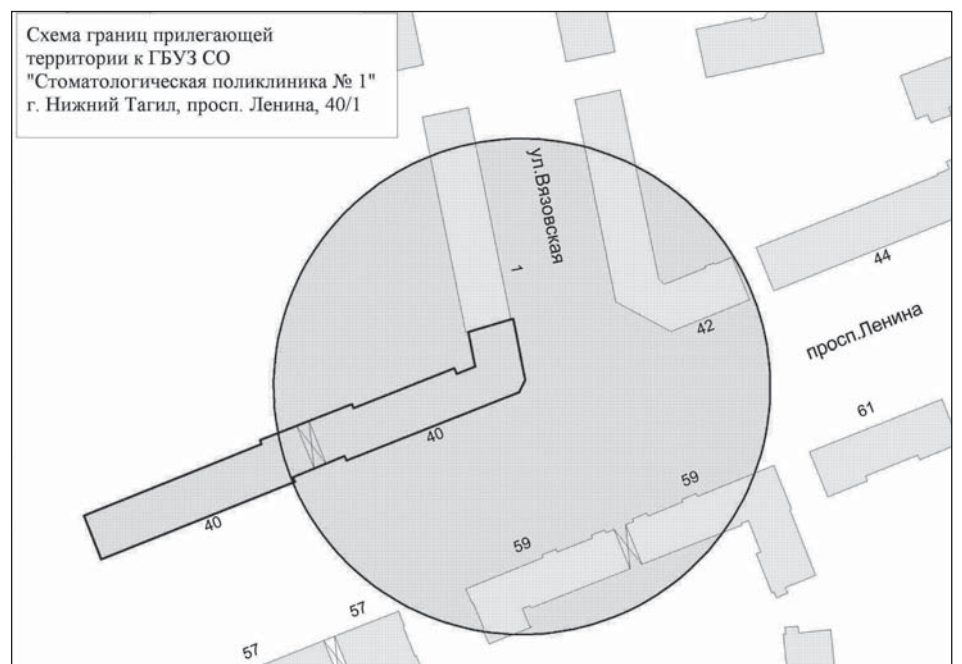 Схема границ прилегающей
территории к ГБУЗ СО
"Стоматологическая поликлиника № 1"
г. Нижний Тагил, просп. Ленина, 40/1
ул.Вязовская
1
42
44
просп.Ленина
61
40
40
59
59
57
57